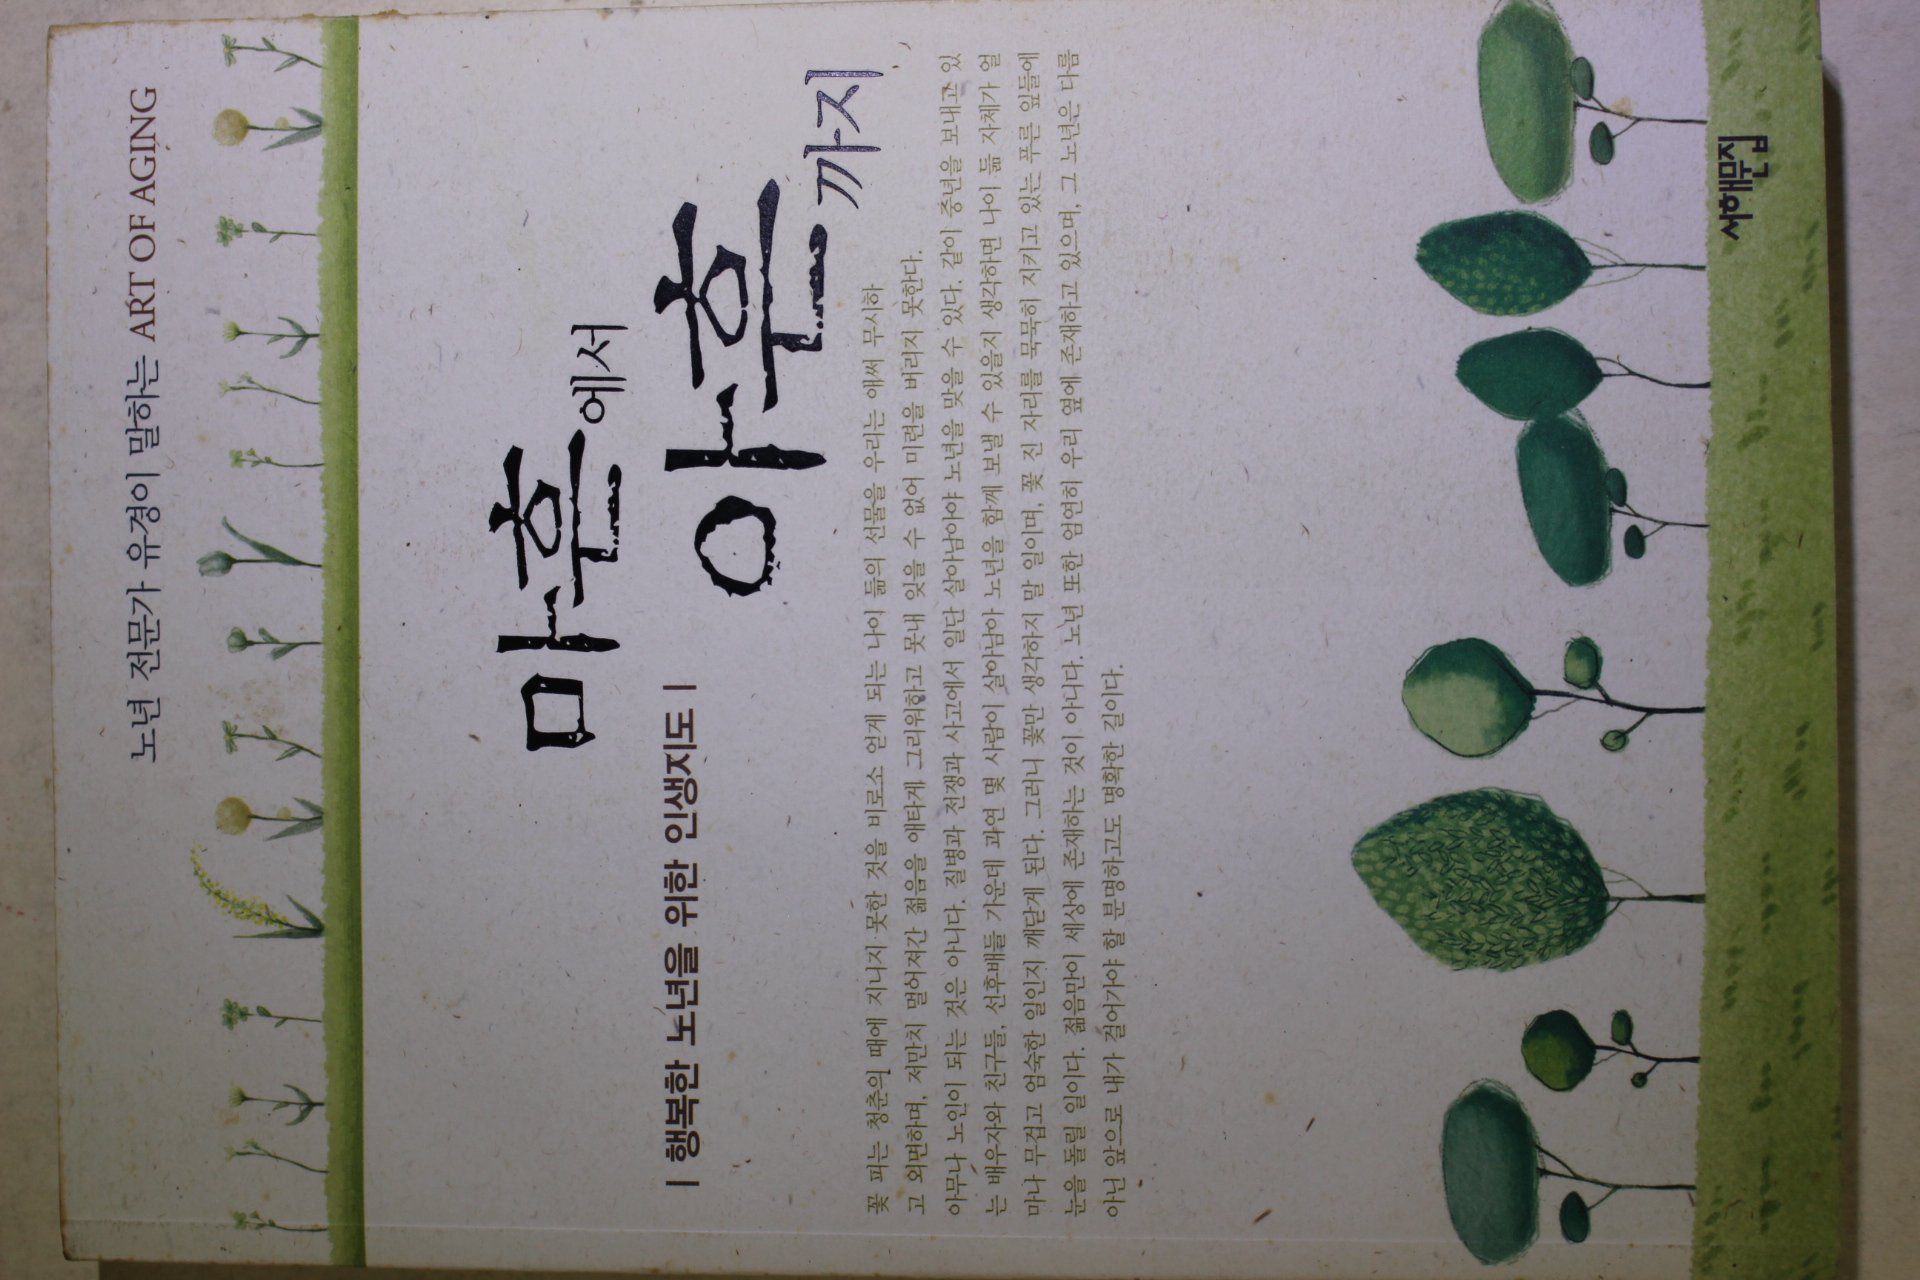 노년 전문가 유경이 말하는 ART OF AGING
마흔에서
| 행복한 노년을 위한 인생지도 |
아흔까지
꽃 피는 청춘의 때에 지니지 못한 것을 비로소 얻게 되는 나이 듦의 선물을 우리는 애써 무시하
고 외면하며, 저만치 멀어져간 젊음을 애타게 그리워하고 못내 잊을 수 없어 미련을 버리지 못한다.
아무나 노인이 되는 것은 아니다. 질병과 전쟁과 사고에서 일단 살아남아야 노년을 맞을 수 있다. 같이 중년을 보내고 있
는 배우자와 친구들, 선후배들 가운데 과연 몇 사람이 살아남아 노년을 함께 보낼 수 있을지 생각하면 나이 듦 자체가 얼
마나 무겁고 엄숙한 일인지 깨닫게 된다. 그러니 꽃만 생각하지 말 일이며, 꽃 진 자리를 묵묵히 지키고 있는 푸른 잎들에
눈을 돌릴 일이다. 젊음만이 세상에 존재하는 것이 아니다. 노년 또한 엄연히 우리 옆에 존재하고 있으며, 그 노년은 다름
아닌 앞으로 내가 걸어가야 할 분명하고도 명확한 길이다.
서해문집